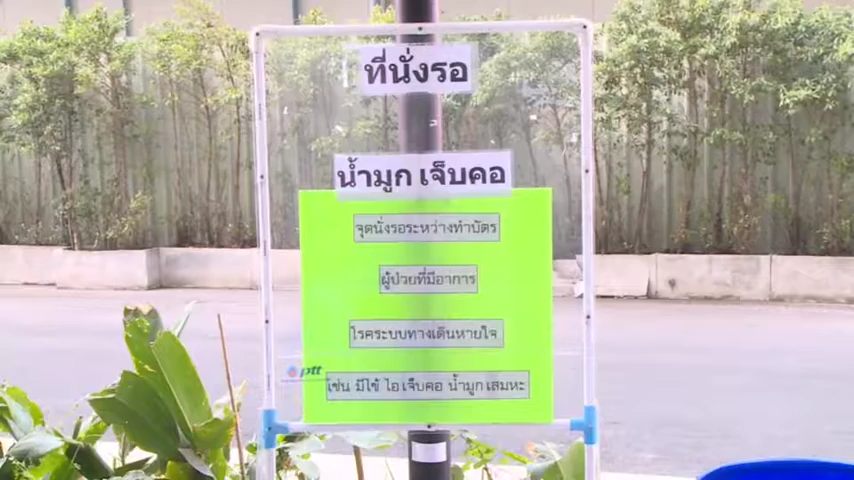 ที่นั่งรอ
น้ำมูก เจ็บคอ
จุดนั่งรอระหว่างทำบัตร
ผู้ป่วยที่มีอาการ
โรคระบบทางเดินหายใจ
ptt
เช่น มีไข้ ไอ เจ็บคอ น้ำมูก เสมหะ